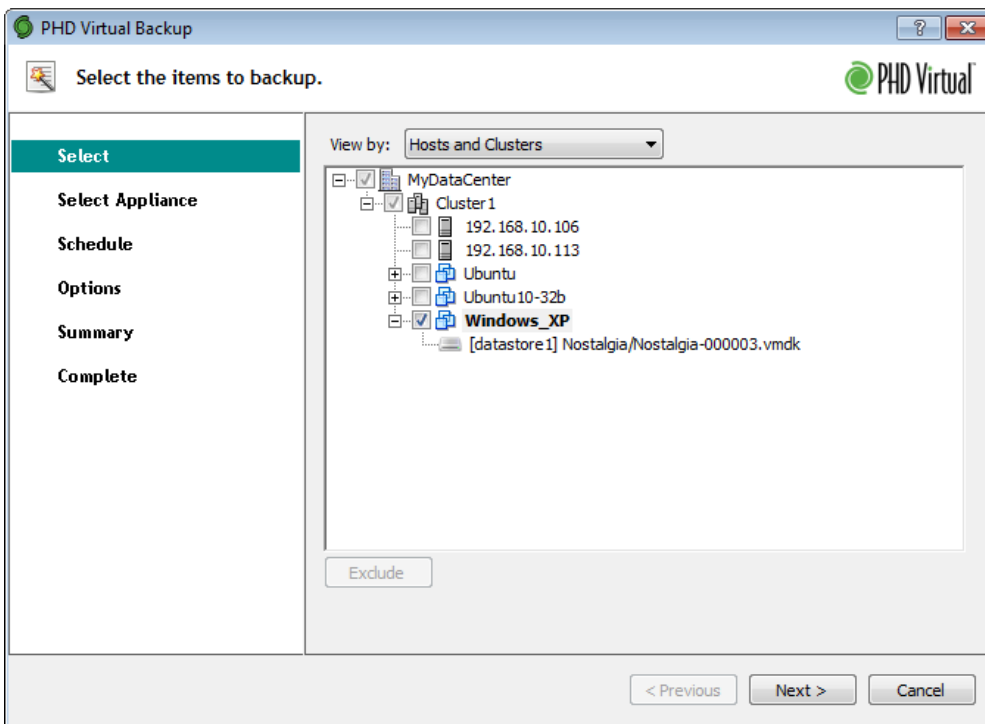 PHD Virtual Backup
Select the items to backup.
PHD Virtual
Select
Select Appliance
Schedule
Options
Summary
Complete
View by: Hosts and Clusters
MyDataCenter
Cluster1
192.168.10.106
192.168.10.113
Ubuntu
Ubuntu10-32b
Windows_XP
[datastore1] Nostalgia/Nostalgia-000003.vmdk
Exclude
< Previous Next > Cancel